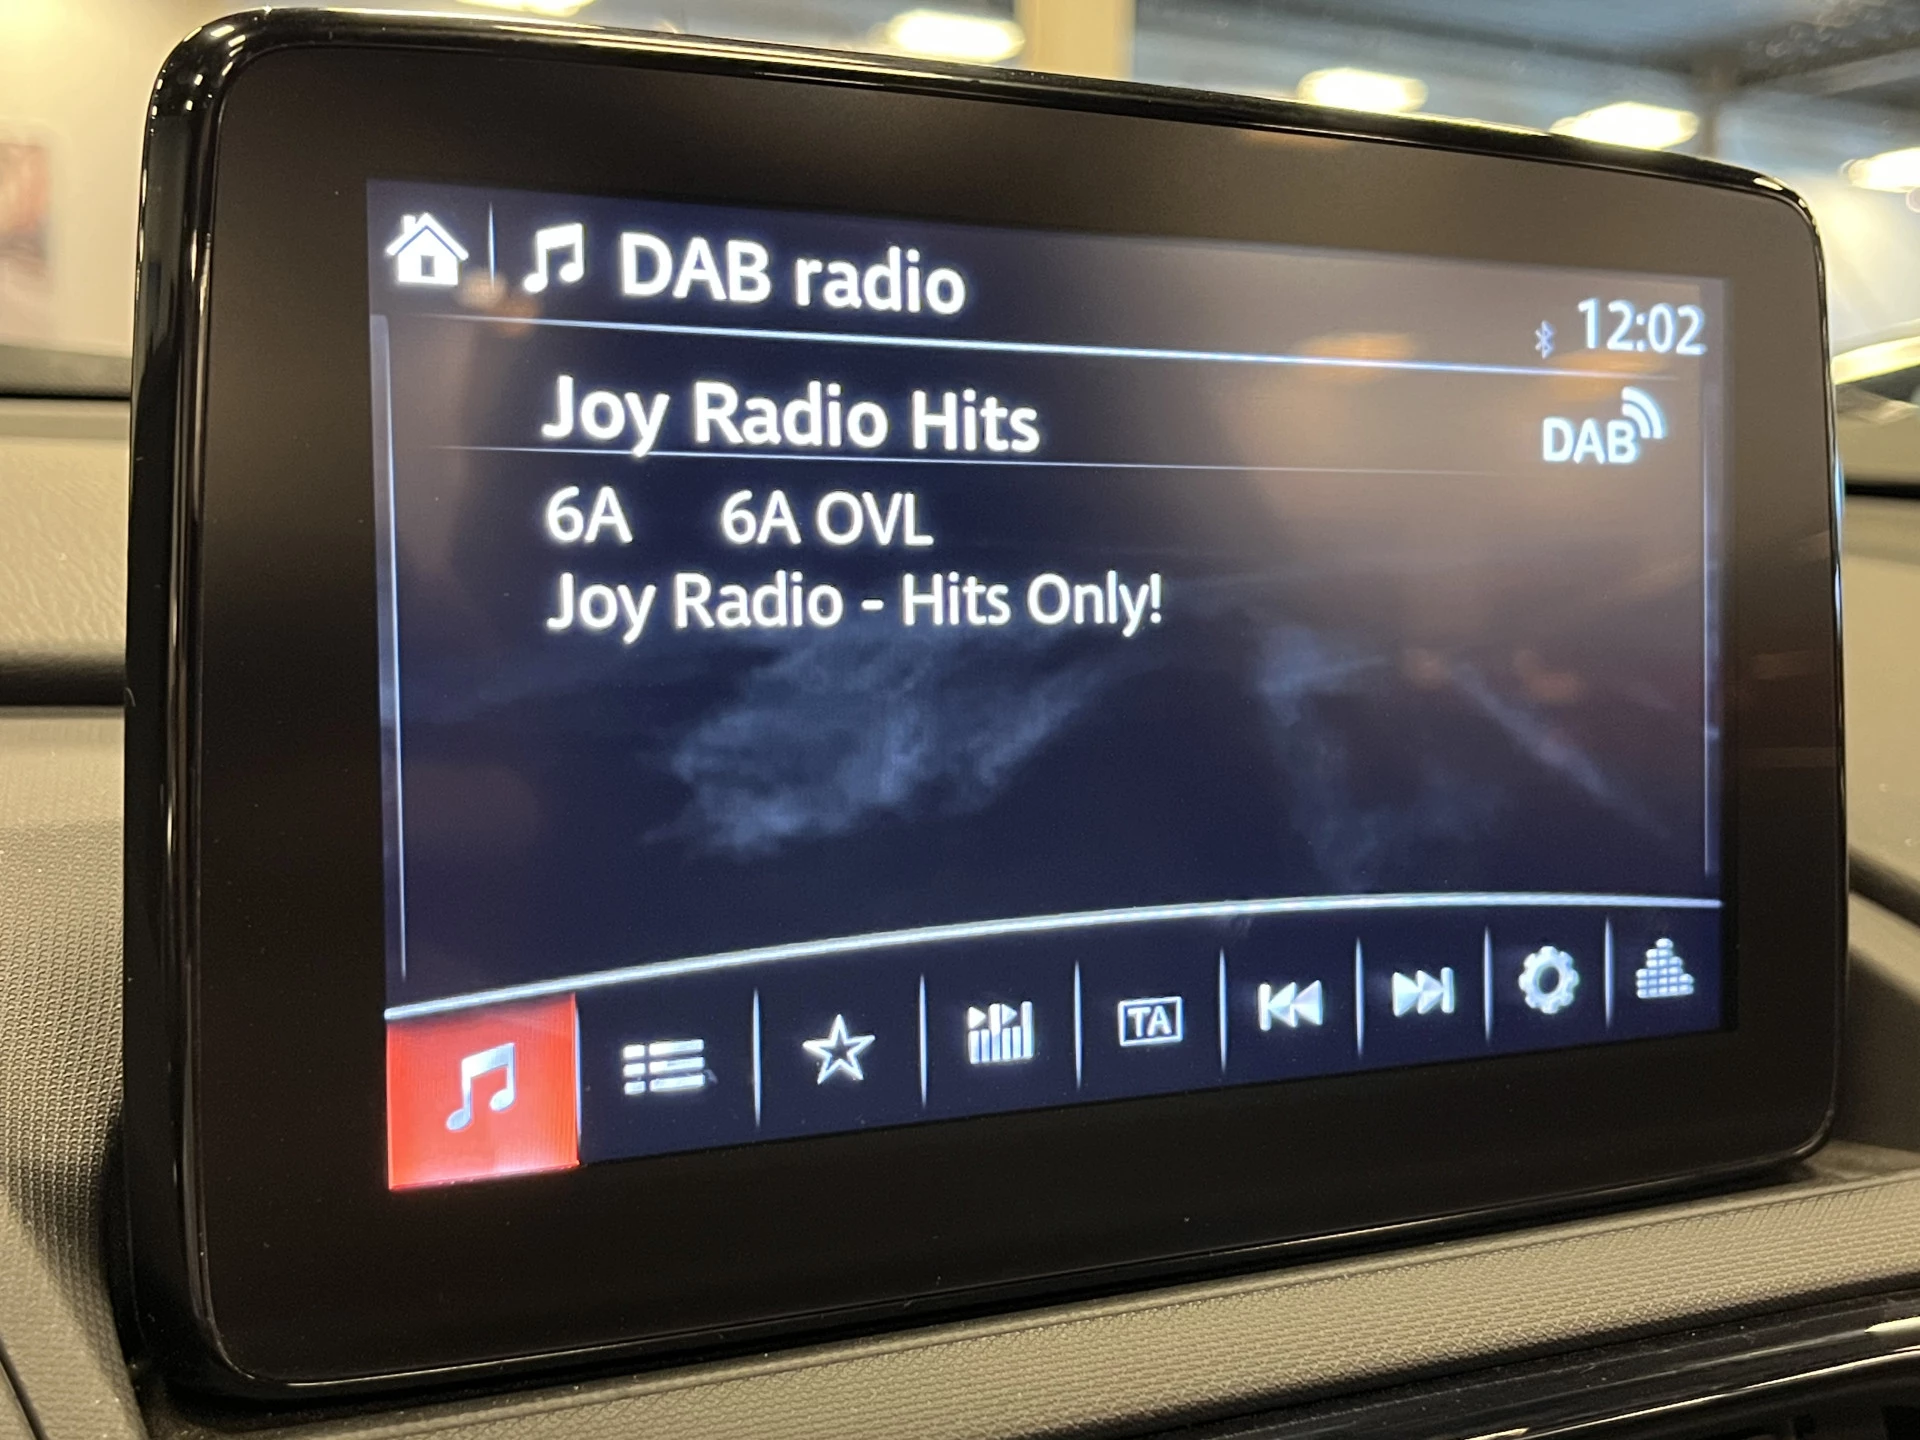 DAB radio
12:02
Joy Radio Hits
DAB
6A 6A OVL
Joy Radio - Hits Only!
TA